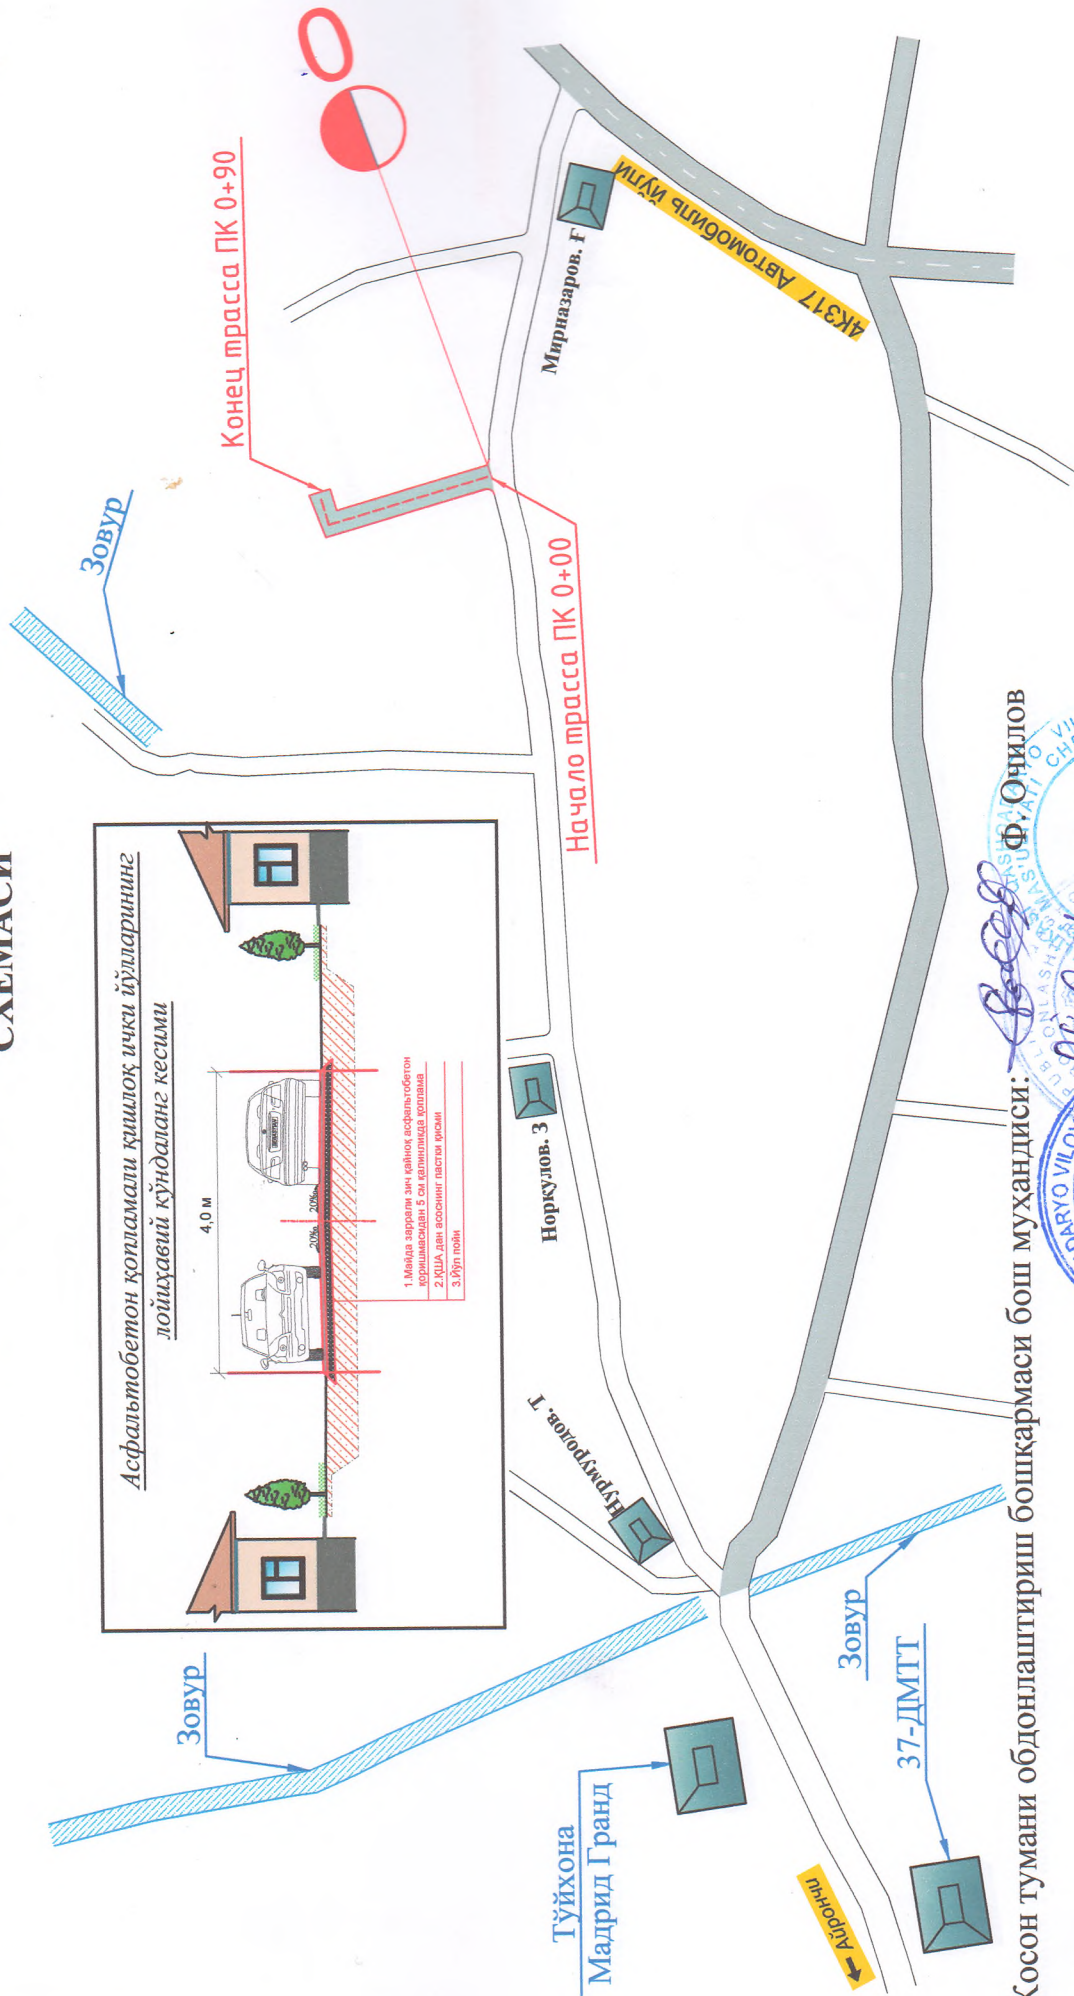 СХЕМАСИ
Асфальтобетон қопламали қишлоқ ички йўлларининг
лойиҳавий кўндаланг кесими
4,0 м
20‰
20‰
1.Майда заррали зич қайноқ асфальтобетон
қоришмасидан 5 см қалинликда қоплама
2.ҚША дан асоснинг пастки қисми
3.Йўл пойи
Зовур
Зовур
Конец трасса ПК 0+90
0
Начало трасса ПК 0+00
Тўйхона
Мадрид Гранд
Нурмуродов. Т
Норкулов. З
Мирназаров. Ғ
4К317 Автомобиль йўли
Айрончи
37-ДМТТ
Зовур
Косон тумани ободонлаштириш бошқармаси бош муҳандиси:
Ф. Очилов